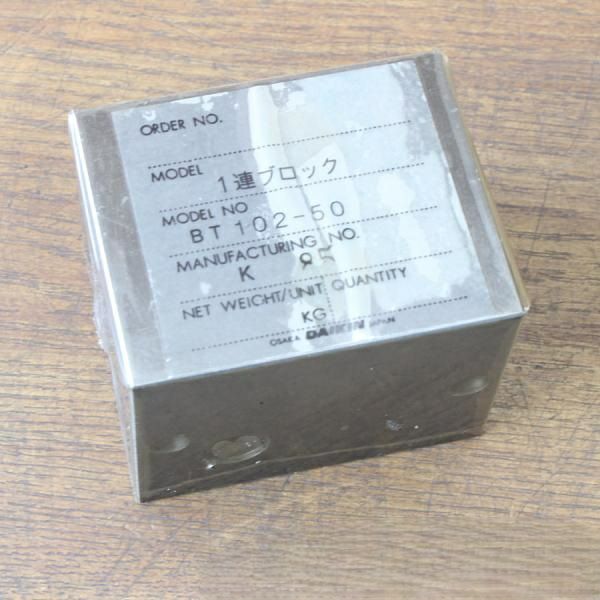 ORDER NO.
MODEL
1連ブロック
MODEL NO
BT 102-50
MANUFACTURING NO.
K 95
NET WEIGHT/UNIT QUANTITY
KG
OSAKA DAIKIN JAPAN